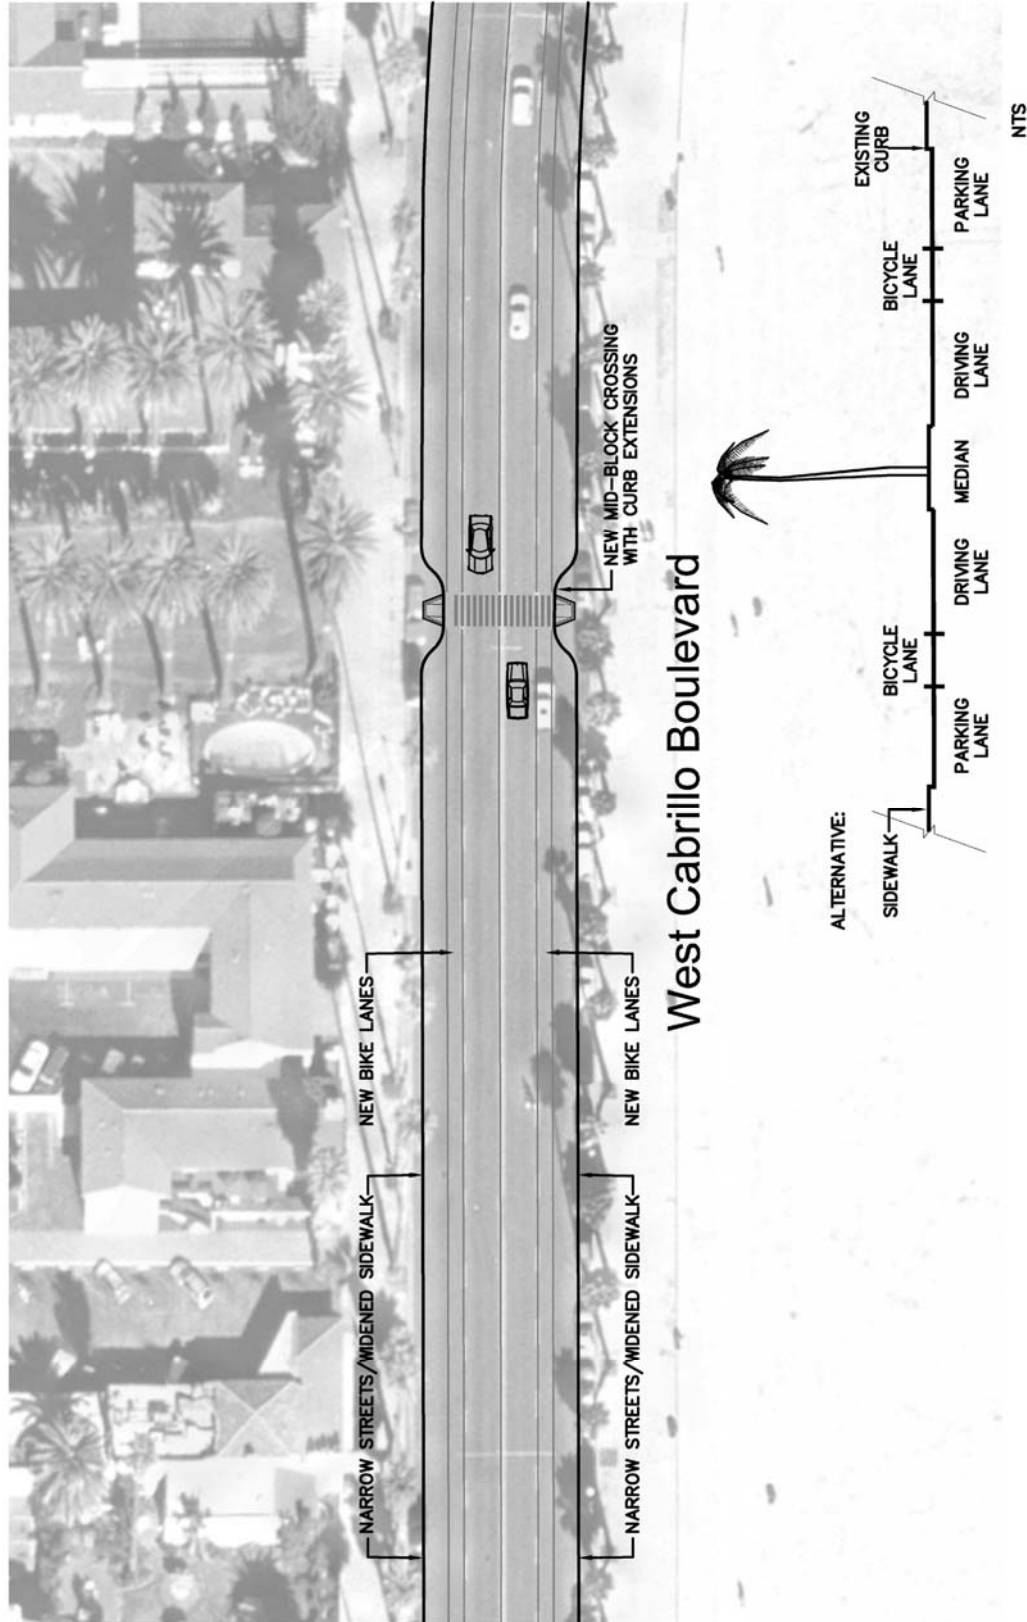 NARROW STREETS/WIDENED SIDEWALK
NEW BIKE LANES
NEW MID-BLOCK CROSSING
WITH CURB EXTENSIONS
NARROW STREETS/WIDENED SIDEWALK
NEW BIKE LANES
West Cabrillo Boulevard
ALTERNATIVE:
SIDEWALK
PARKING
LANE
BICYCLE
LANE
DRIVING
LANE
MEDIAN
DRIVING
LANE
BICYCLE
LANE
PARKING
LANE
EXISTING
CURB
NTS